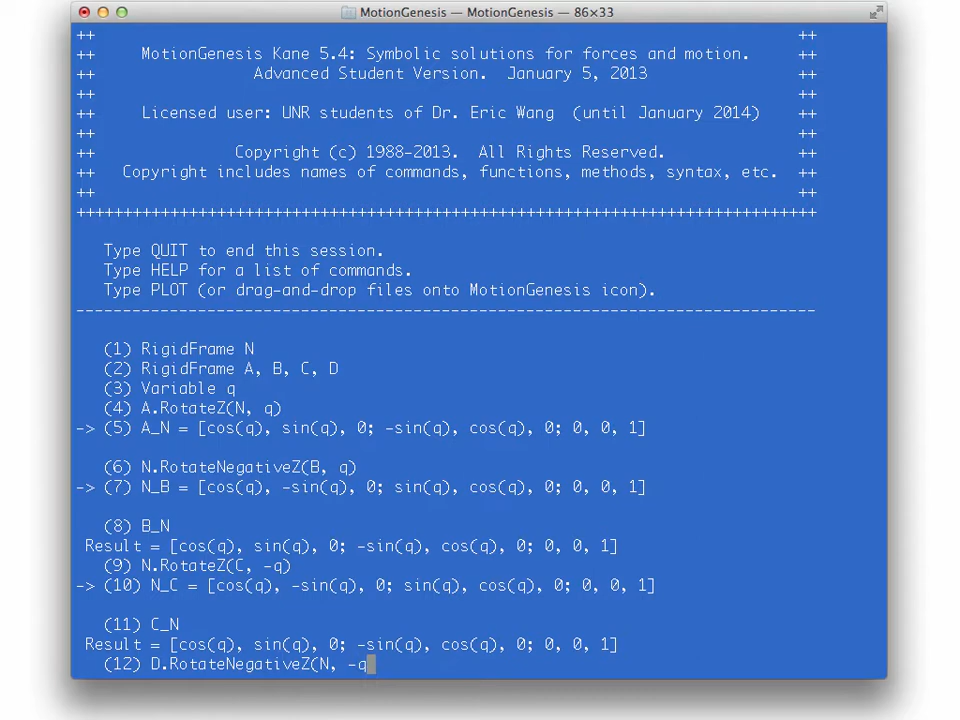 MotionGenesis — MotionGenesis — 86×33
++ ++
++ MotionGenesis Kane 5.4: Symbolic solutions for forces and motion. ++
++ Advanced Student Version. January 5, 2013 ++
++ ++
++ Licensed user: UNR students of Dr. Eric Wang (until January 2014) ++
++ ++
++ Copyright (c) 1988-2013. All Rights Reserved. ++
++ Copyright includes names of commands, functions, methods, syntax, etc. ++
++ ++
+++++++++++++++++++++++++++++++++++++++++++++++++++++++++++++++++++++++++++++++
Type QUIT to end this session.
Type HELP for a list of commands.
Type PLOT (or drag-and-drop files onto MotionGenesis icon).
-------------------------------------------------------------------------------
(1) RigidFrame N
(2) RigidFrame A, B, C, D
(3) Variable q
(4) A.RotateZ(N, q)
-> (5) A_N = [cos(q), sin(q), 0; -sin(q), cos(q), 0; 0, 0, 1]
(6) N.RotateNegativeZ(B, q)
-> (7) N_B = [cos(q), -sin(q), 0; sin(q), cos(q), 0; 0, 0, 1]
(8) B_N
Result = [cos(q), sin(q), 0; -sin(q), cos(q), 0; 0, 0, 1]
(9) N.RotateZ(C, -q)
-> (10) N_C = [cos(q), -sin(q), 0; sin(q), cos(q), 0; 0, 0, 1]
(11) C_N
Result = [cos(q), sin(q), 0; -sin(q), cos(q), 0; 0, 0, 1]
(12) D.RotateNegativeZ(N, -q